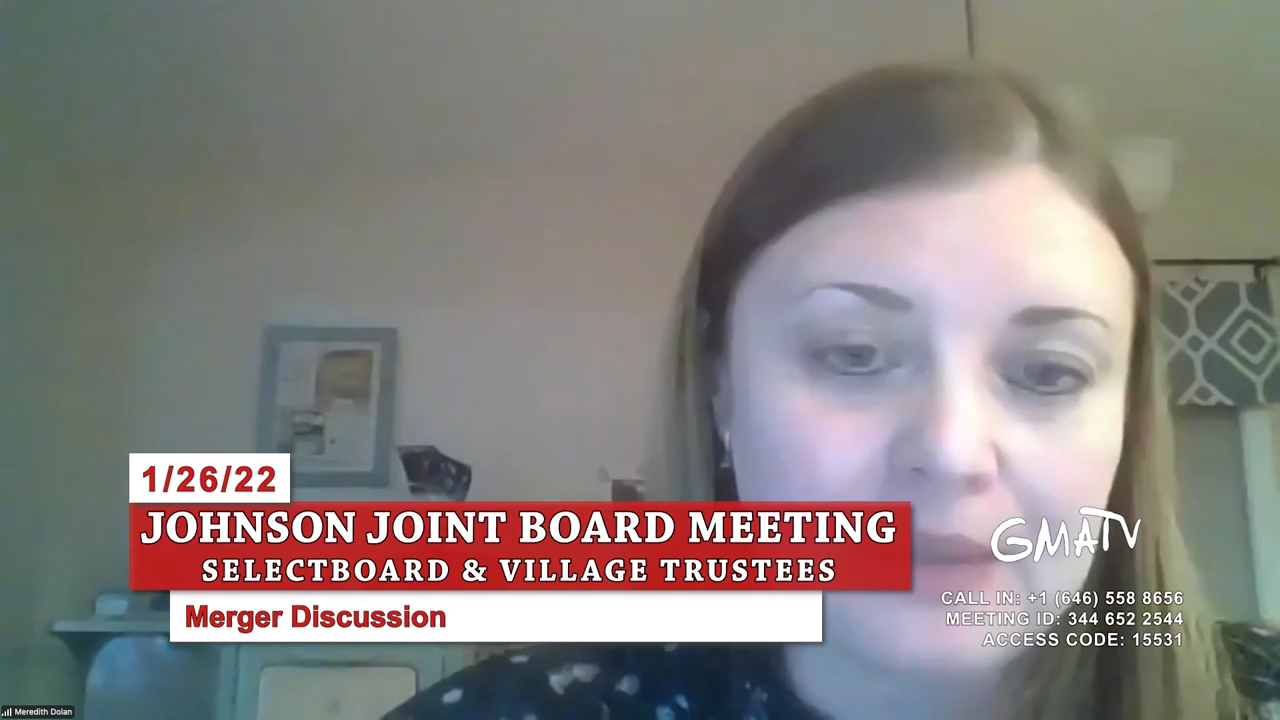 1/26/22
JOHNSON JOINT BOARD MEETING
SELECTBOARD & VILLAGE TRUSTEES
Merger Discussion
GMATV
CALL IN: +1 (646) 558 8656
MEETING ID: 344 652 2544
ACCESS CODE: 15531
Meredith Dolan